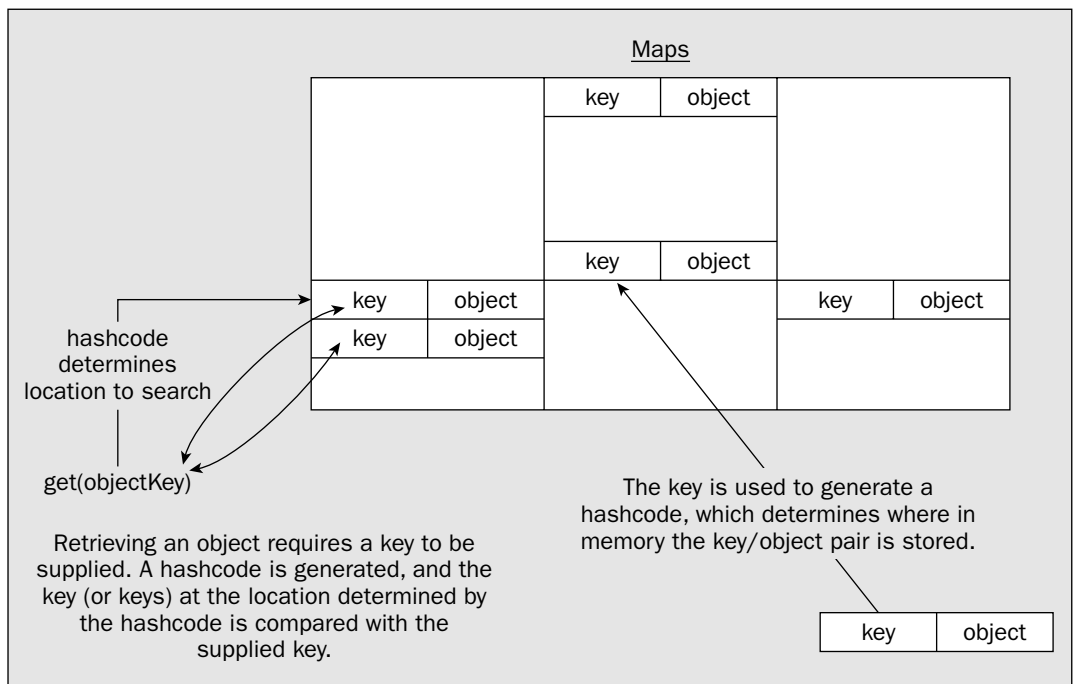 Maps
key object
key object
key object
key object
key object
hashcode
determines
location to search
get(objectKey)
Retrieving an object requires a key to be
supplied. A hashcode is generated, and the
key (or keys) at the location determined by
the hashcode is compared with the
supplied key.
The key is used to generate a
hashcode, which determines where in
memory the key/object pair is stored.
key object